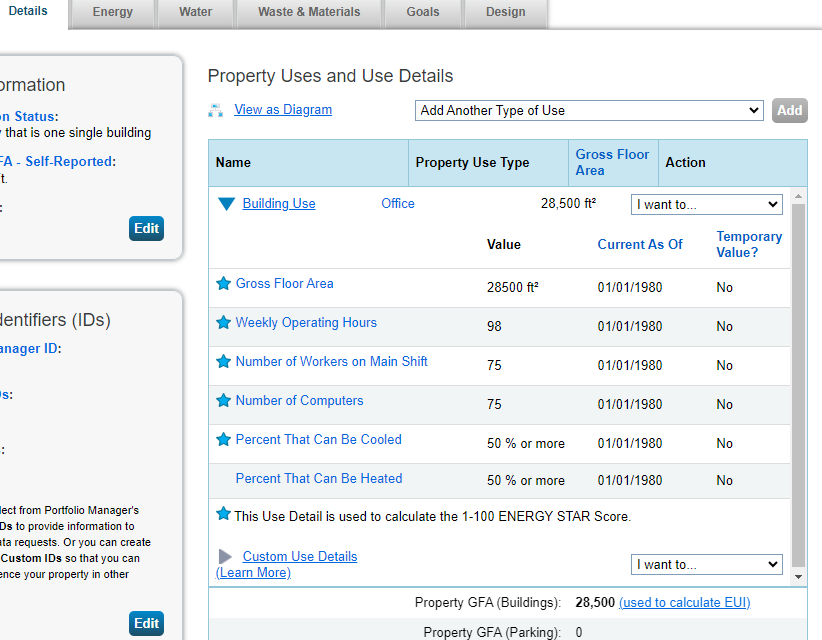 Details
Energy
Water
Waste & Materials
Goals
Design
ormation
n Status:
that is one single building
FA - Self-Reported:
t.
:
Edit
dentifiers (IDs)
anager ID:
s:
:
lect from Portfolio Manager's
Ds to provide information to
ata requests. Or you can create
Custom IDs so that you can
ence your property in other
Edit
Property Uses and Use Details
View as Diagram
Add Another Type of Use
Add
Name Property Use Type Gross Floor Area Action
Building Use Office 28,500 ft² I want to...
Value Current As Of Temporary Value?
Gross Floor Area 28500 ft² 01/01/1980 No
Weekly Operating Hours 98 01/01/1980 No
Number of Workers on Main Shift 75 01/01/1980 No
Number of Computers 75 01/01/1980 No
Percent That Can Be Cooled 50 % or more 01/01/1980 No
Percent That Can Be Heated 50 % or more 01/01/1980 No
This Use Detail is used to calculate the 1-100 ENERGY STAR Score.
Custom Use Details
(Learn More)
I want to...
Property GFA (Buildings): 28,500 (used to calculate EUI)
Property GFA (Parking): 0